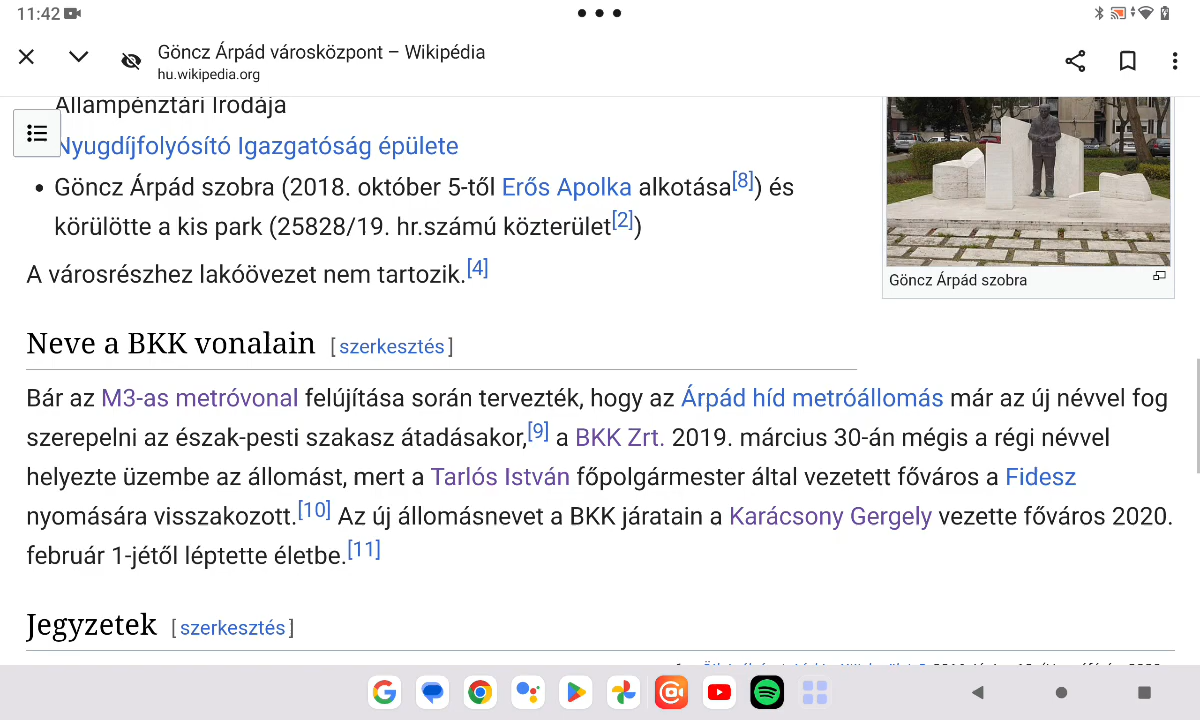 11:42
Göncz Árpád városközpont – Wikipédia
hu.wikipedia.org
Állampénztári Irodája
Nyugdíjfolyósító Igazgatóság épülete
• Göncz Árpád szobra (2018. október 5-től Erős Apolka alkotása[8]) és
körülötte a kis park (25828/19. hr.számú közterület[2])
A városrészhez lakóövezet nem tartozik.[4]
Göncz Árpád szobra
Neve a BKK vonalain [szerkesztés]
Bár az M3-as metróvonal felújítása során tervezték, hogy az Árpád híd metróállomás már az új névvel fog
szerepelni az észak-pesti szakasz átadásakor,[9] a BKK Zrt. 2019. március 30-án mégis a régi névvel
helyezte üzembe az állomást, mert a Tarlós István főpolgármester által vezetett főváros a Fidesz
nyomására visszakozott.[10] Az új állomásnevet a BKK járatain a Karácsony Gergely vezette főváros 2020.
február 1-jétől léptette életbe.[11]
Jegyzetek [szerkesztés]